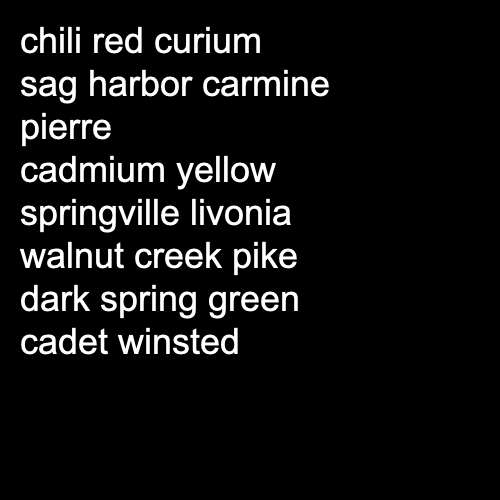 chili red curium
sag harbor carmine
pierre
cadmium yellow
springville livonia
walnut creek pike
dark spring green
cadet winsted